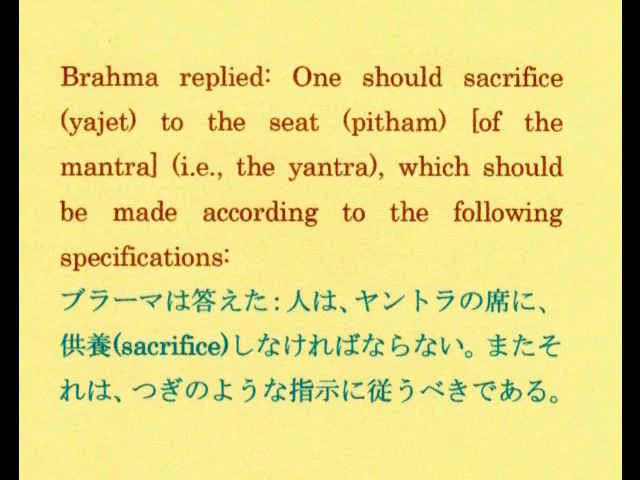 Brahma replied: One should sacrifice
(yajet) to the seat (pitham) [of the
mantra] (i.e., the yantra), which should
be made according to the following
specifications:
ブラーマは答えた：人は、ヤントラの席に、
供養(sacrifice)しなければならない。またそ
れは、つぎのような指示に従うべきである。